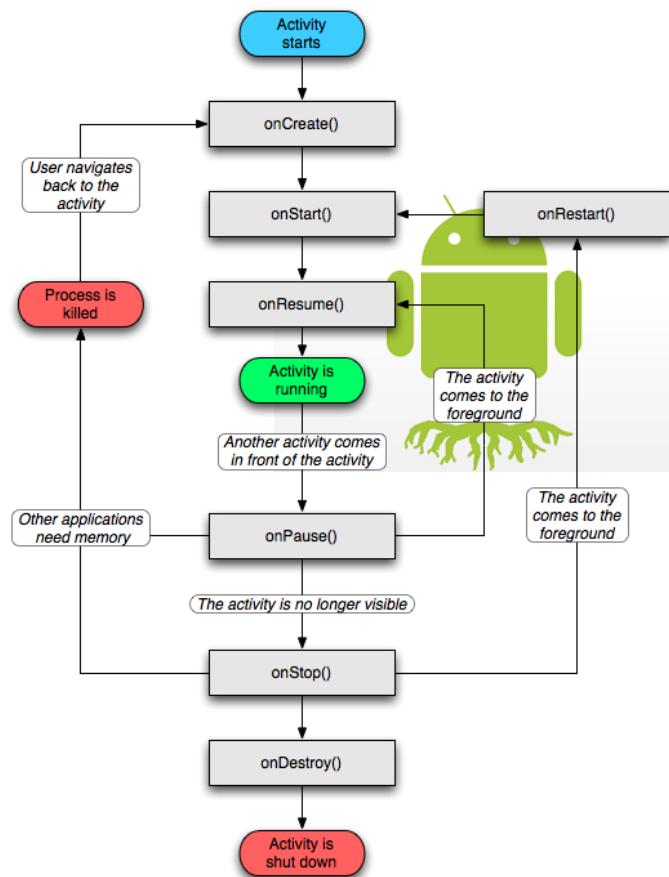 Activity
starts
onCreate()
User navigates
back to the
activity
onStart()
onRestart()
Process is
killed
onResume()
Activity is
running
The activity
comes to the
foreground
Another activity comes
in front of the activity
The activity
comes to the
foreground
Other applications
need memory
onPause()
The activity is no longer visible
onStop()
onDestroy()
Activity is
shut down